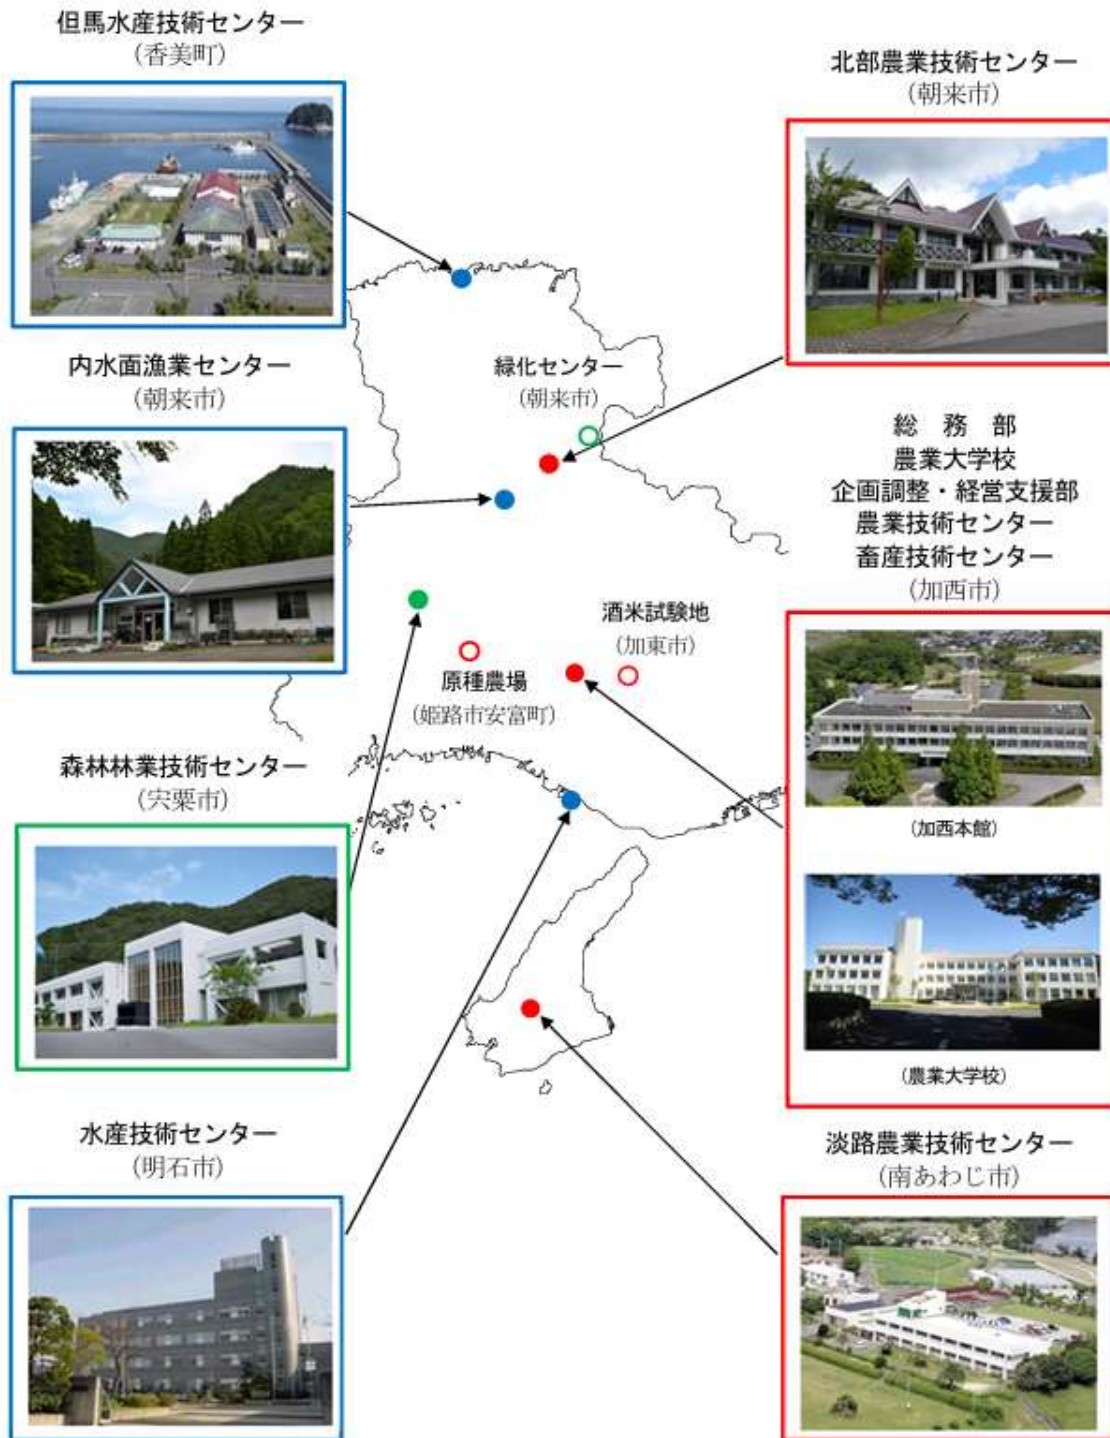 但馬水産技術センター
(香美町)
北部農業技術センター
(朝来市)
内水面漁業センター
(朝来市)
緑化センター
(朝来市)
総　務　部
農業大学校
企画調整・経営支援部
農業技術センター
畜産技術センター
(加西市)
酒米試験地
(加東市)
原種農場
(姫路市安富町)
森林林業技術センター
(宍粟市)
(加西本館)
(農業大学校)
水産技術センター
(明石市)
淡路農業技術センター
(南あわじ市)